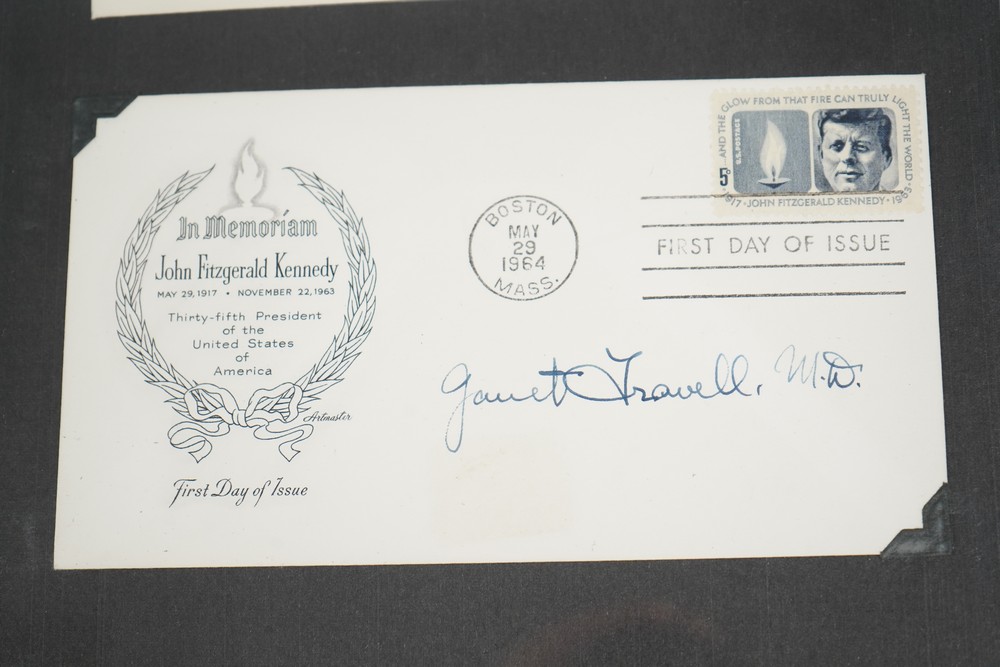 In Memoriam
John Fitzgerald Kennedy
MAY 29, 1917 • NOVEMBER 22, 1963
Thirty-fifth President
of the
United States
of
America
Artmaster
First Day of Issue
BOSTON
MAY
29
1964
MASS.
AND THE GLOW FROM THAT FIRE CAN TRULY LIGHT THE WORLD
U.S. POSTAGE
5¢
1917 · JOHN FITZGERALD KENNEDY · 1963
FIRST DAY OF ISSUE
Janet Travell, M.D.